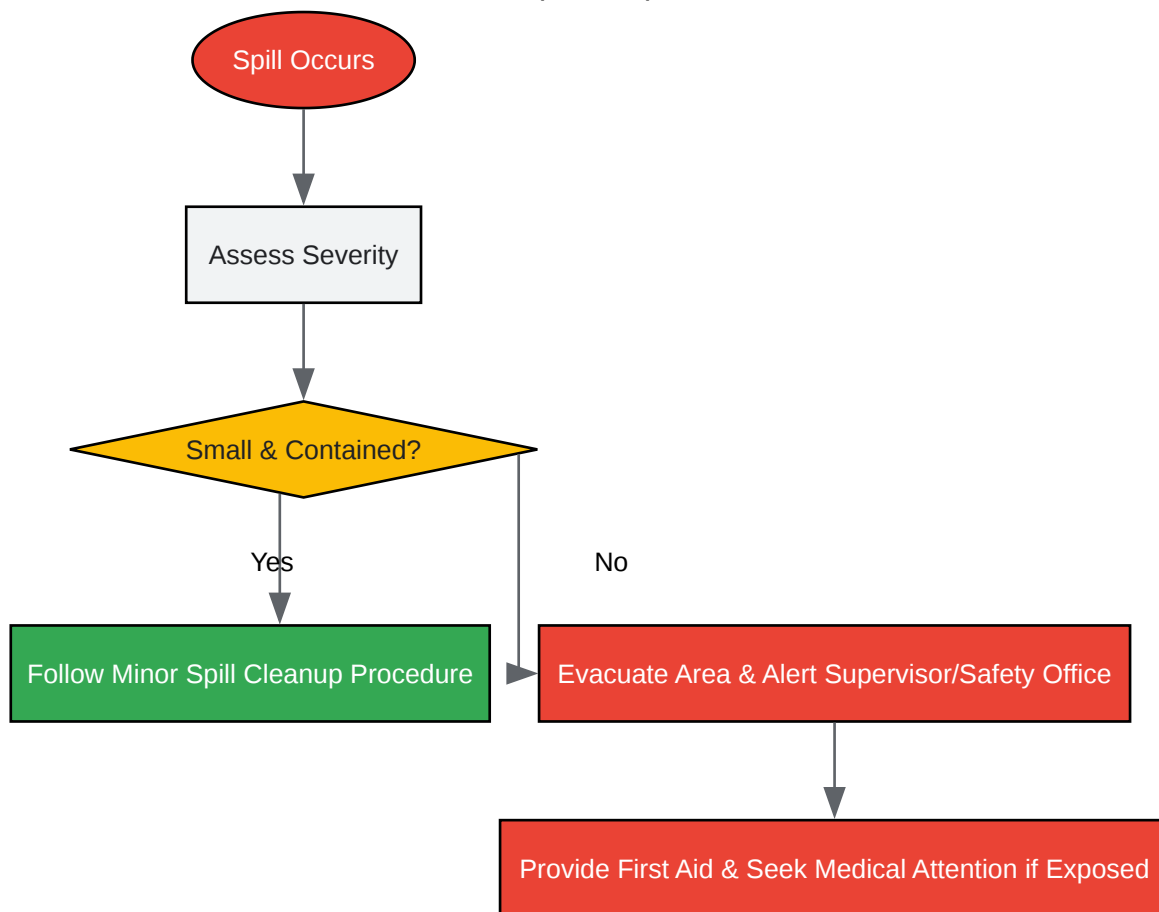 Spill Occurs
Assess Severity
Small & Contained?
Yes
No
Follow Minor Spill Cleanup Procedure
Evacuate Area & Alert Supervisor/Safety Office
Provide First Aid & Seek Medical Attention if Exposed